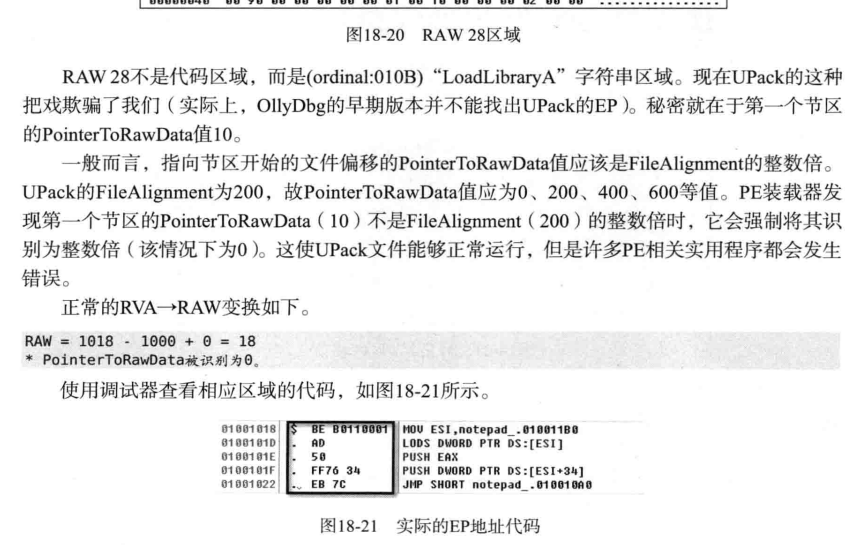 00000040 00 90 00 00 00 00 00 01 00 10 00 00 00 02 00 00 ................
图18-20 RAW 28区域
RAW 28不是代码区域，而是(ordinal:010B)“LoadLibraryA”字符串区域。现在UPack的这种
把戏欺骗了我们（实际上，OllyDbg的早期版本并不能找出UPack的EP）。秘密就在于第一个节区
的PointerToRawData值10。
一般而言，指向节区开始的文件偏移的PointerToRawData值应该是FileAlignment的整数倍。
UPack的FileAlignment为200，故PointerToRawData值应为0、200、400、600等值。PE装载器发
现第一个节区的PointerToRawData（10）不是FileAlignment（200）的整数倍时，它会强制将其识
别为整数倍（该情况下为0）。这使UPack文件能够正常运行，但是许多PE相关实用程序都会发生
错误。
正常的RVA→RAW变换如下。
RAW = 1018 - 1000 + 0 = 18
* PointerToRawData被识别为0。
使用调试器查看相应区域的代码，如图18-21所示。
01001018 $ BE B0110001 MOV ESI,notepad_.010011B0
0100101D . AD LODS DWORD PTR DS:[ESI]
0100101E . 50 PUSH EAX
0100101F . FF76 34 PUSH DWORD PTR DS:[ESI+34]
01001022 .⌄ EB 7C JMP SHORT notepad_.010010A0
图18-21 实际的EP地址代码